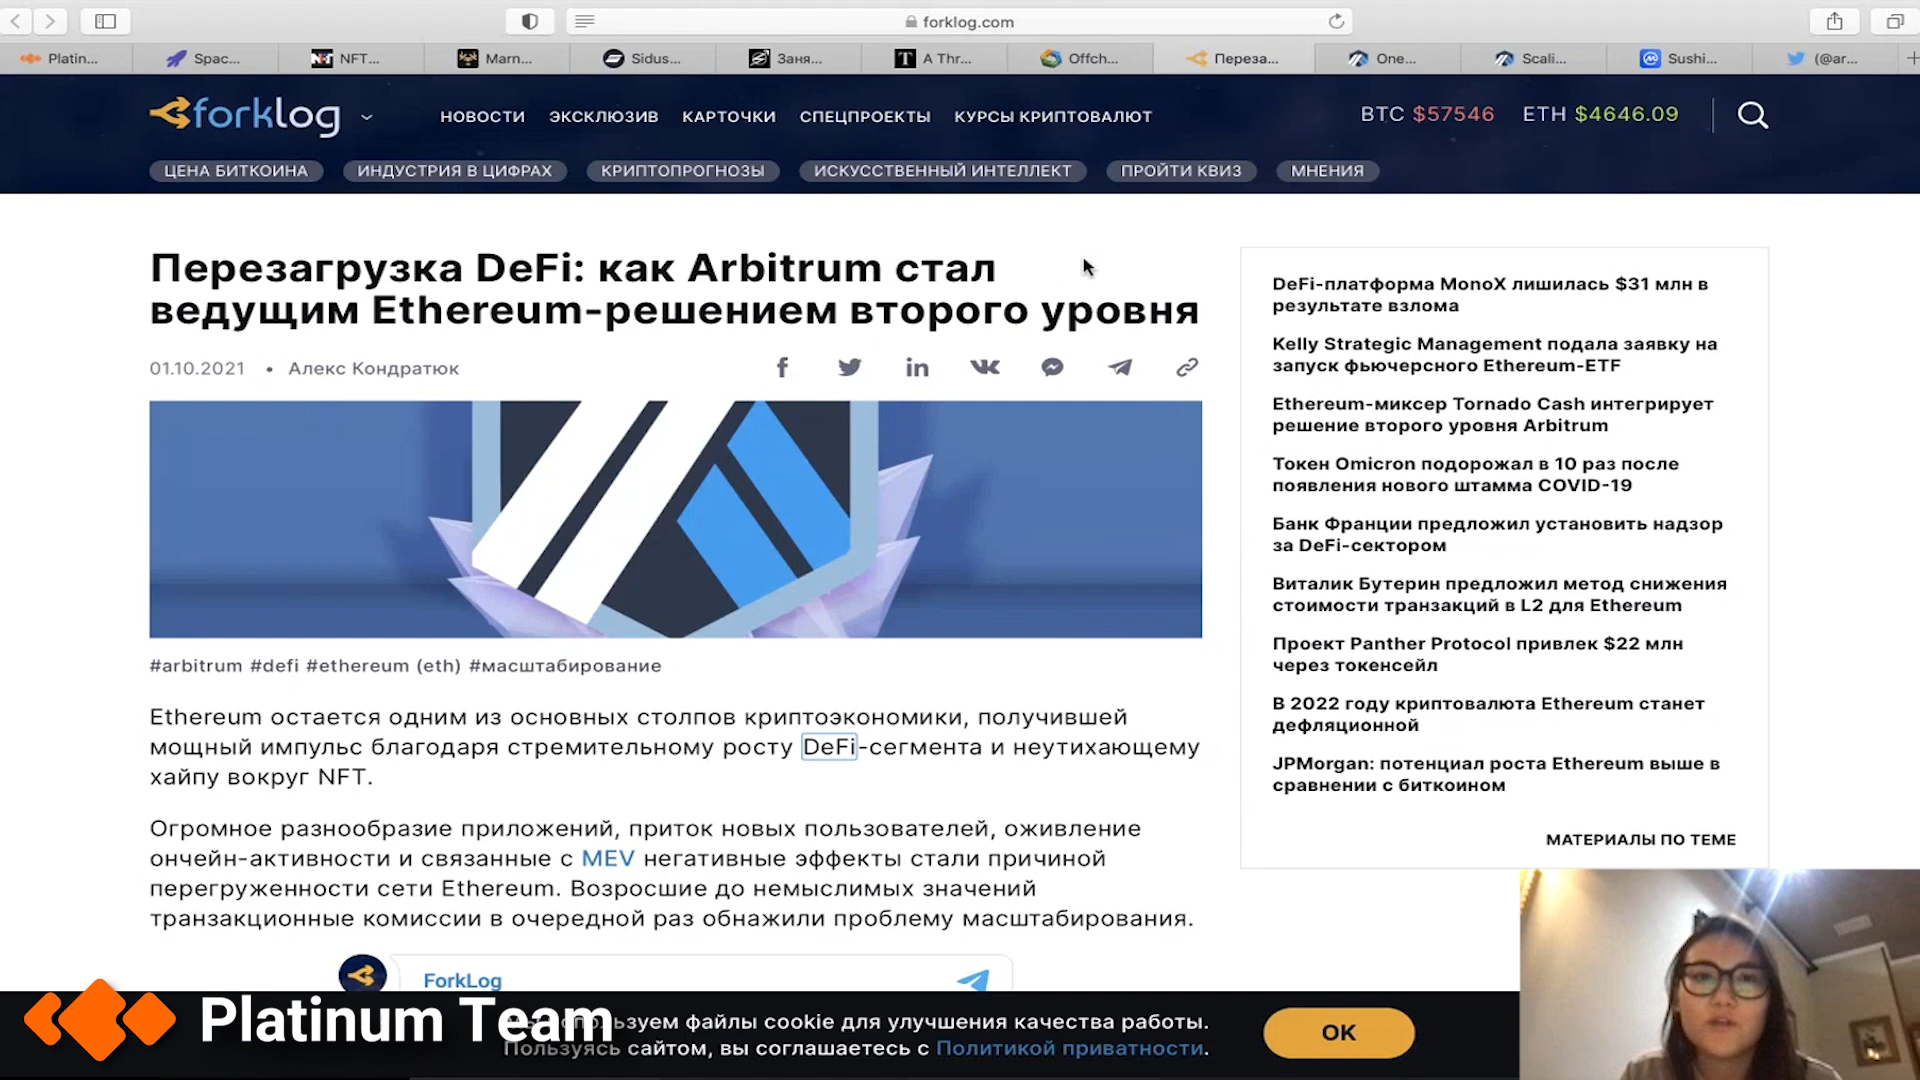 forklog.com
Platin...
Spac...
NFT...
Marn...
Sidus...
Заня...
A Thr...
Offch...
Переза...
One...
Scali...
Sushi...
(@ar...
forklog
НОВОСТИ ЭКСКЛЮЗИВ КАРТОЧКИ СПЕЦПРОЕКТЫ КУРСЫ КРИПТОВАЛЮТ
BTC $57546 ETH $4646.09
ЦЕНА БИТКОИНА ИНДУСТРИЯ В ЦИФРАХ КРИПТОПРОГНОЗЫ ИСКУССТВЕННЫЙ ИНТЕЛЛЕКТ ПРОЙТИ КВИЗ МНЕНИЯ
Перезагрузка DeFi: как Arbitrum стал
ведущим Ethereum-решением второго уровня
01.10.2021 • Алекс Кондратюк
#arbitrum #defi #ethereum (eth) #масштабирование
Ethereum остается одним из основных столпов криптоэкономики, получившей
мощный импульс благодаря стремительному росту DeFi-сегмента и неутихающему
хайпу вокруг NFT.
Огромное разнообразие приложений, приток новых пользователей, оживление
ончейн-активности и связанные с MEV негативные эффекты стали причиной
перегруженности сети Ethereum. Возросшие до немыслимых значений
транзакционные комиссии в очередной раз обнажили проблему масштабирования.
ForkLog
DeFi-платформа MonoX лишилась $31 млн в
результате взлома
Kelly Strategic Management подала заявку на
запуск фьючерсного Ethereum-ETF
Ethereum-миксер Tornado Cash интегрирует
решение второго уровня Arbitrum
Токен Omicron подорожал в 10 раз после
появления нового штамма COVID-19
Банк Франции предложил установить надзор
за DeFi-сектором
Виталик Бутерин предложил метод снижения
стоимости транзакций в L2 для Ethereum
Проект Panther Protocol привлек $22 млн
через токенсейл
В 2022 году криптовалюта Ethereum станет
дефляционной
JPMorgan: потенциал роста Ethereum выше в
сравнении с биткоином
МАТЕРИАЛЫ ПО ТЕМЕ
Platinum Team
файлы cookie для улучшения качества работы.
Пользуясь сайтом, вы соглашаетесь с Политикой приватности.
OK